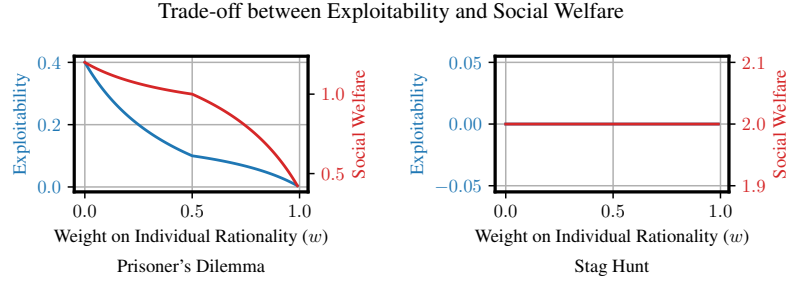 Trade-off between Exploitability and Social Welfare
0.4
0.2
0.0
Exploitability
1.0
0.5
Social Welfare
0.0 0.5 1.0
Weight on Individual Rationality (w)
Prisoner's Dilemma
0.05
0.00
−0.05
Exploitability
2.1
2.0
1.9
Social Welfare
0.0 0.5 1.0
Weight on Individual Rationality (w)
Stag Hunt